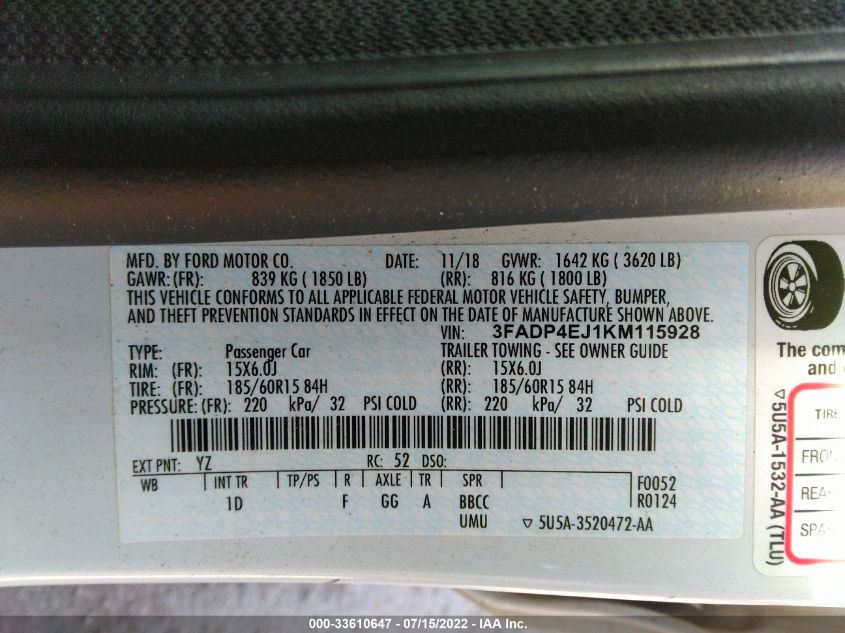 MFD. BY FORD MOTOR CO. DATE: 11/18 GVWR: 1642 KG ( 3620 LB)
GAWR: (FR): 839 KG ( 1850 LB) (RR): 816 KG ( 1800 LB)
THIS VEHICLE CONFORMS TO ALL APPLICABLE FEDERAL MOTOR VEHICLE SAFETY, BUMPER,
AND THEFT PREVENTION STANDARDS IN EFFECT ON THE DATE OF MANUFACTURE SHOWN ABOVE.
VIN: 3FADP4EJ1KM115928
TYPE: Passenger Car TRAILER TOWING - SEE OWNER GUIDE
RIM: (FR): 15X6.0J (RR): 15X6.0J
TIRE: (FR): 185/60R15 84H (RR): 185/60R15 84H
PRESSURE: (FR): 220 kPa/ 32 PSI COLD (RR): 220 kPa/ 32 PSI COLD
EXT PNT: YZ RC: 52 DSO:
WB INT TR TP/PS R AXLE TR SPR F0052
1D F GG A BBCC R0124
UMU ▽ 5U5A-3520472-AA
The com
and
▽5U5A-1532-AA (TLU)
TIRE
FRO
REA
SPA
000-33610647 - 07/15/2022 - IAA Inc.